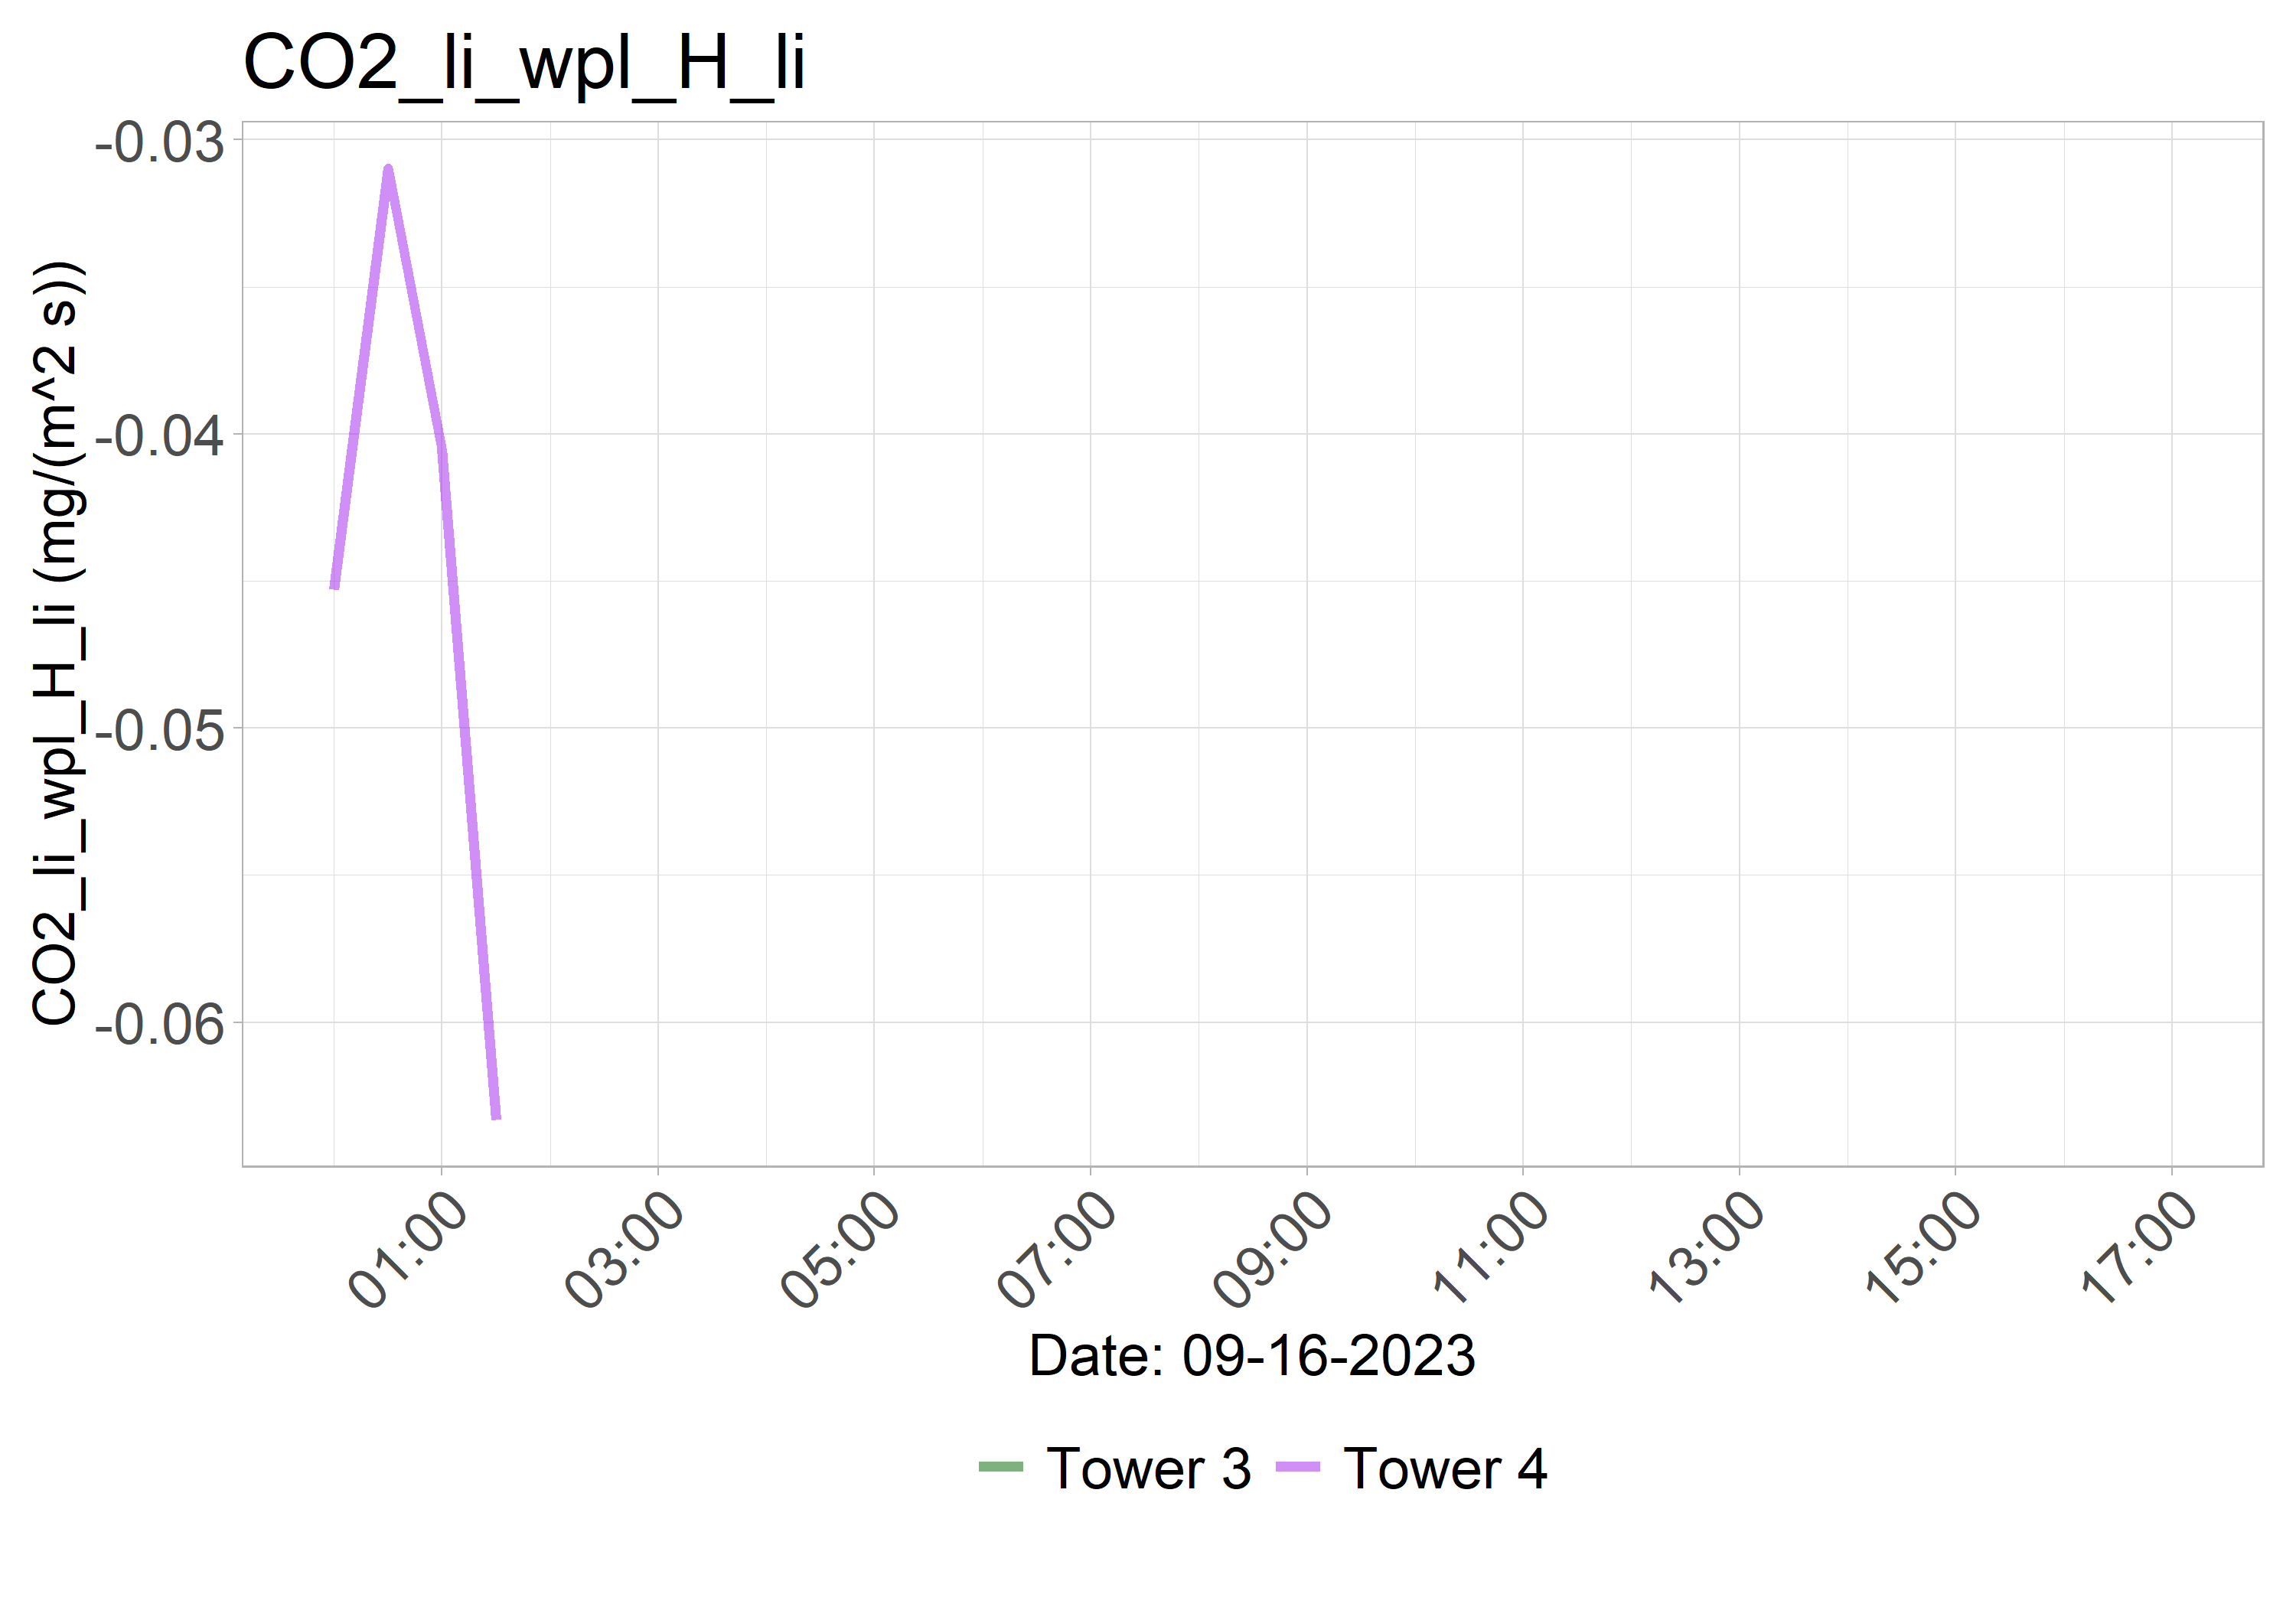 CO2_li_wpl_H_li
CO2_li_wpl_H_li (mg/(m^2 s))
-0.03
-0.04
-0.05
-0.06
01:00
03:00
05:00
07:00
09:00
11:00
13:00
15:00
17:00
Date: 09-16-2023
Tower 3
Tower 4